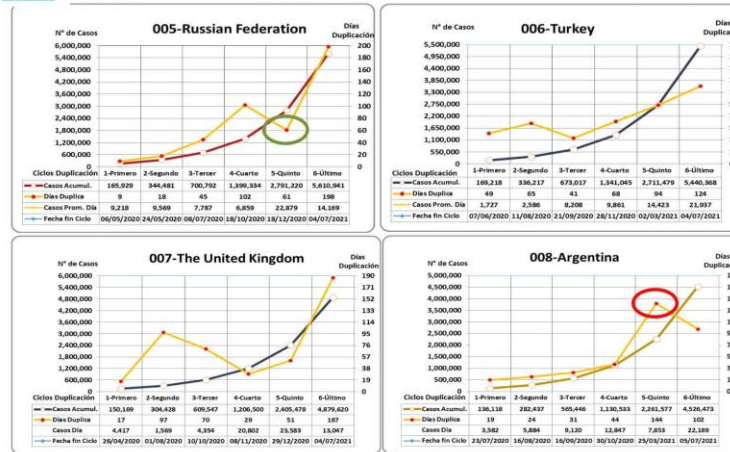 005-Russian Federation
N° de Casos
Días Duplicación
6,000,000 200
5,400,000 180
4,800,000 160
4,200,000 140
3,600,000 120
3,000,000 100
2,400,000 80
1,800,000 60
1,200,000 40
600,000 20
0 0
Ciclos Duplicación 1-Primero 2-Segundo 3-Tercer 4-Cuarto 5-Quinto 6-Último
Casos Acumul. 165,929 344,481 700,792 1,399,334 2,791,220 5,610,941
Días Duplica 9 18 45 102 61 198
Casos Prom. Día 9,218 9,569 7,787 6,859 22,879 14,169
Fecha fin Ciclo 06/05/2020 24/05/2020 08/07/2020 18/10/2020 18/12/2020 04/07/2021
006-Turkey
N° de Casos
Días
5,500,000
4,950,000
4,400,000
3,850,000
3,300,000
2,750,000
2,200,000
1,650,000
1,100,000
550,000
0
Ciclos Duplicación 1-Primero 2-Segundo 3-Tercer 4-Cuarto 5-Quinto 6-Último
Casos Acumul. 169,218 336,217 673,017 1,341,045 2,711,479 5,440,368
Días Duplica 49 65 41 68 94 124
Casos Prom. Día 1,727 2,586 8,208 9,861 14,423 21,937
Fecha fin Ciclo 07/06/2020 11/08/2020 21/09/2020 28/11/2020 02/03/2021 04/07/2021
007-The United Kingdom
N° de Casos
Días Duplicación
6,000,000 190
5,400,000 171
4,800,000 152
4,200,000 133
3,600,000 114
3,000,000 95
2,400,000 76
1,800,000 57
1,200,000 38
600,000 19
0 0
Ciclos Duplicación 1-Primero 2-Segundo 3-Tercer 4-Cuarto 5-Quinto 6-Último
Casos Acumul. 150,169 304,428 609,547 1,206,500 2,405,478 4,879,620
Días Duplica 17 97 70 29 51 187
Casos Día 4,417 1,569 4,354 20,802 23,583 13,047
Fecha fin Ciclo 26/04/2020 01/08/2020 10/10/2020 08/11/2020 29/12/2020 04/07/2021
008-Argentina
N° de Casos
Días
5,000,000
4,500,000
4,000,000
3,500,000
3,000,000
2,500,000
2,000,000
1,500,000
1,000,000
500,000
0
Ciclos Duplicación 1-Primero 2-Segundo 3-Tercer 4-Cuarto 5-Quinto 6-Último
Casos Acumul. 136,118 282,437 565,446 1,130,533 2,261,577 4,526,473
Días Duplica 19 24 31 44 144 102
Casos Día 3,582 5,884 9,120 12,847 7,853 22,189
Fecha fin Ciclo 23/07/2020 16/08/2020 16/09/2020 30/10/2020 25/03/2021 05/07/2021